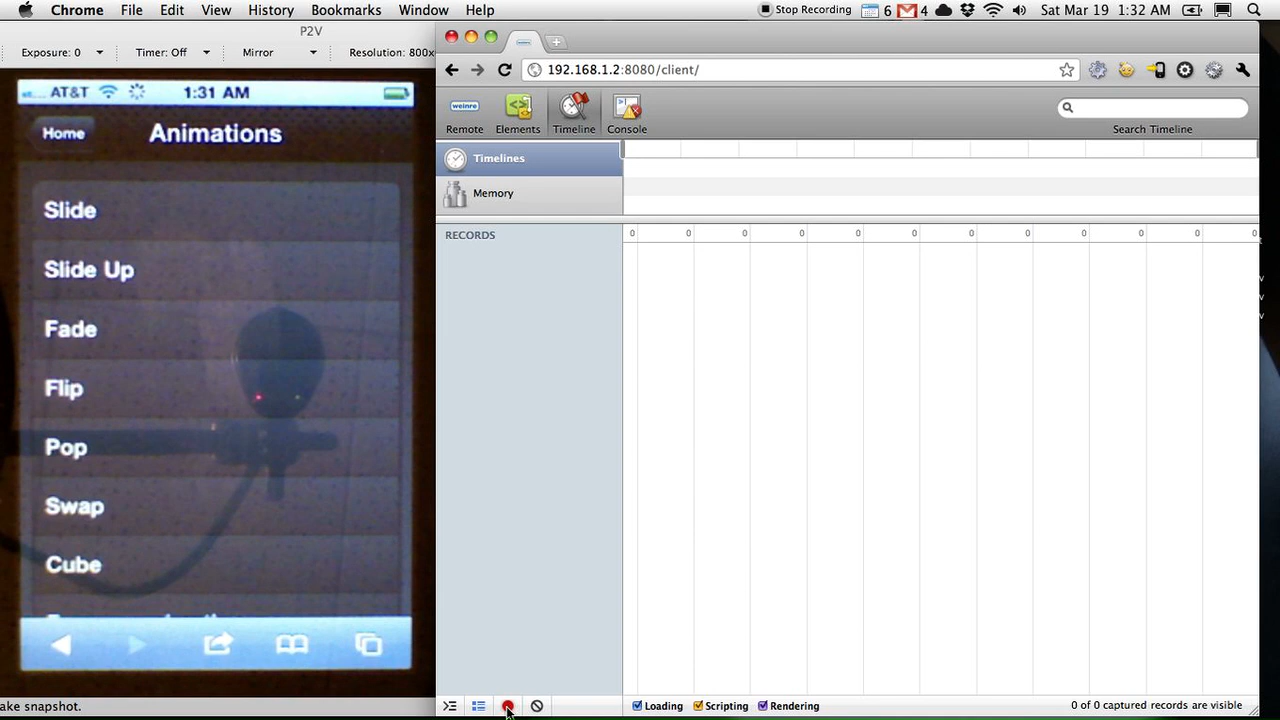 Chrome File Edit View History Bookmarks Window Help
Stop Recording 6 4 Sat Mar 19 1:32 AM
P2V
Exposure: 0 Timer: Off Mirror Resolution: 800x
AT&T 1:31 AM
Home Animations
Slide
Slide Up
Fade
Flip
Pop
Swap
Cube
ake snapshot.
192.168.1.2:8080/client/
weinre
Remote Elements Timeline Console Search Timeline
Timelines
Memory
RECORDS 0 0 0 0 0 0 0 0 0 0 0 0
Loading Scripting Rendering 0 of 0 captured records are visible